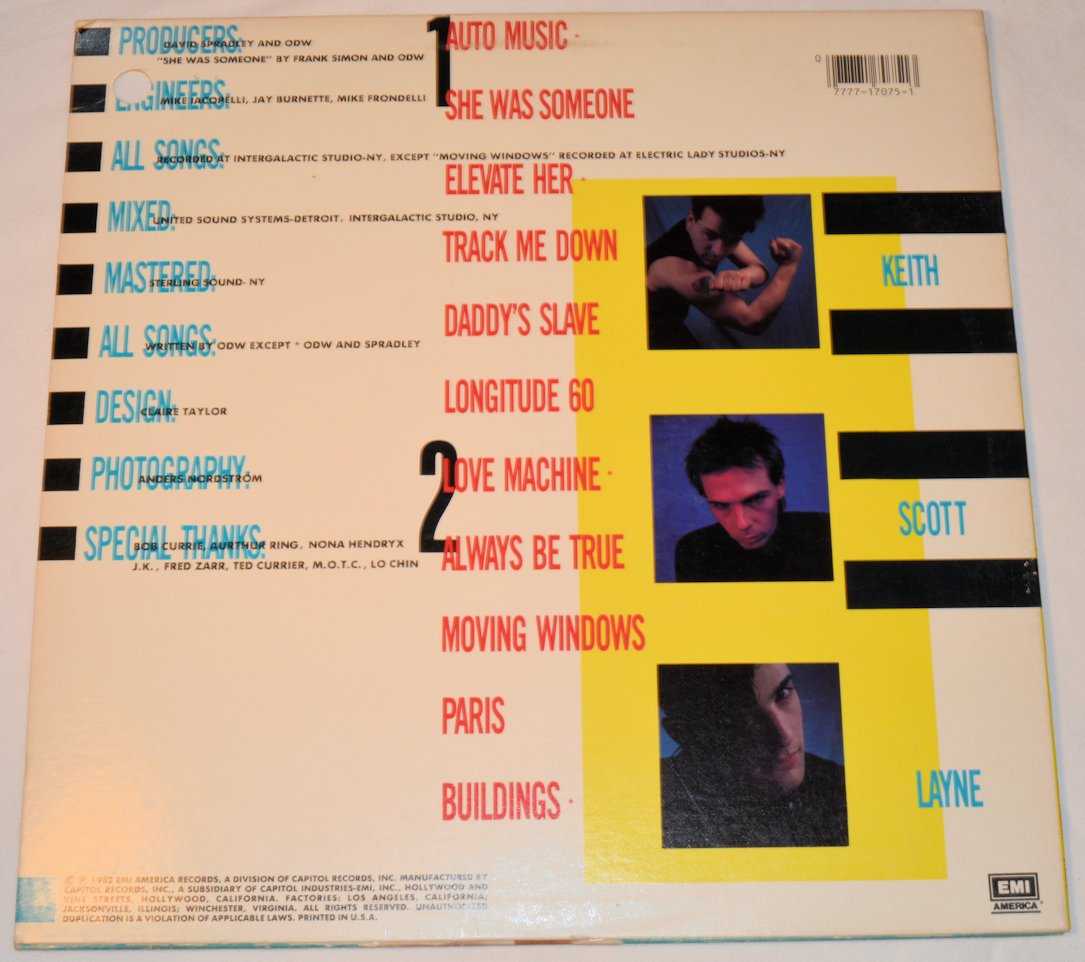 PRODUCERS:
DAVID SPRADLEY AND ODW
"SHE WAS SOMEONE" BY FRANK SIMON AND ODW
ENGINEERS:
MIKE IACOPELLI, JAY BURNETTE, MIKE FRONDELLI
ALL SONGS:
RECORDED AT INTERGALACTIC STUDIO-NY, EXCEPT "MOVING WINDOWS" RECORDED AT ELECTRIC LADY STUDIOS-NY
MIXED:
UNITED SOUND SYSTEMS-DETROIT, INTERGALACTIC STUDIO, NY
MASTERED:
STERLING SOUND- NY
ALL SONGS:
WRITTEN BY ODW EXCEPT * ODW AND SPRADLEY
DESIGN:
CLAIRE TAYLOR
PHOTOGRAPHY:
ANDERS NORDSTRÖM
SPECIAL THANKS:
BOB CURRIE, AURTHUR RING, NONA HENDRYX
J.K., FRED ZARR, TED CURRIER, M.O.T.C., LO CHIN
1
AUTO MUSIC *
SHE WAS SOMEONE
ELEVATE HER *
TRACK ME DOWN
DADDY'S SLAVE
LONGITUDE 60
2
LOVE MACHINE *
ALWAYS BE TRUE
MOVING WINDOWS
PARIS
BUILDINGS *
0
7777-17075-1
KEITH
SCOTT
LAYNE
© ℗ 1982 EMI AMERICA RECORDS, A DIVISION OF CAPITOL RECORDS, INC. MANUFACTURED BY
CAPITOL RECORDS, INC., A SUBSIDIARY OF CAPITOL INDUSTRIES-EMI, INC., HOLLYWOOD AND
VINE STREETS, HOLLYWOOD, CALIFORNIA. FACTORIES: LOS ANGELES, CALIFORNIA;
JACKSONVILLE, ILLINOIS; WINCHESTER, VIRGINIA. ALL RIGHTS RESERVED. UNAUTHORIZED
DUPLICATION IS A VIOLATION OF APPLICABLE LAWS. PRINTED IN U.S.A.
EMI
AMERICA